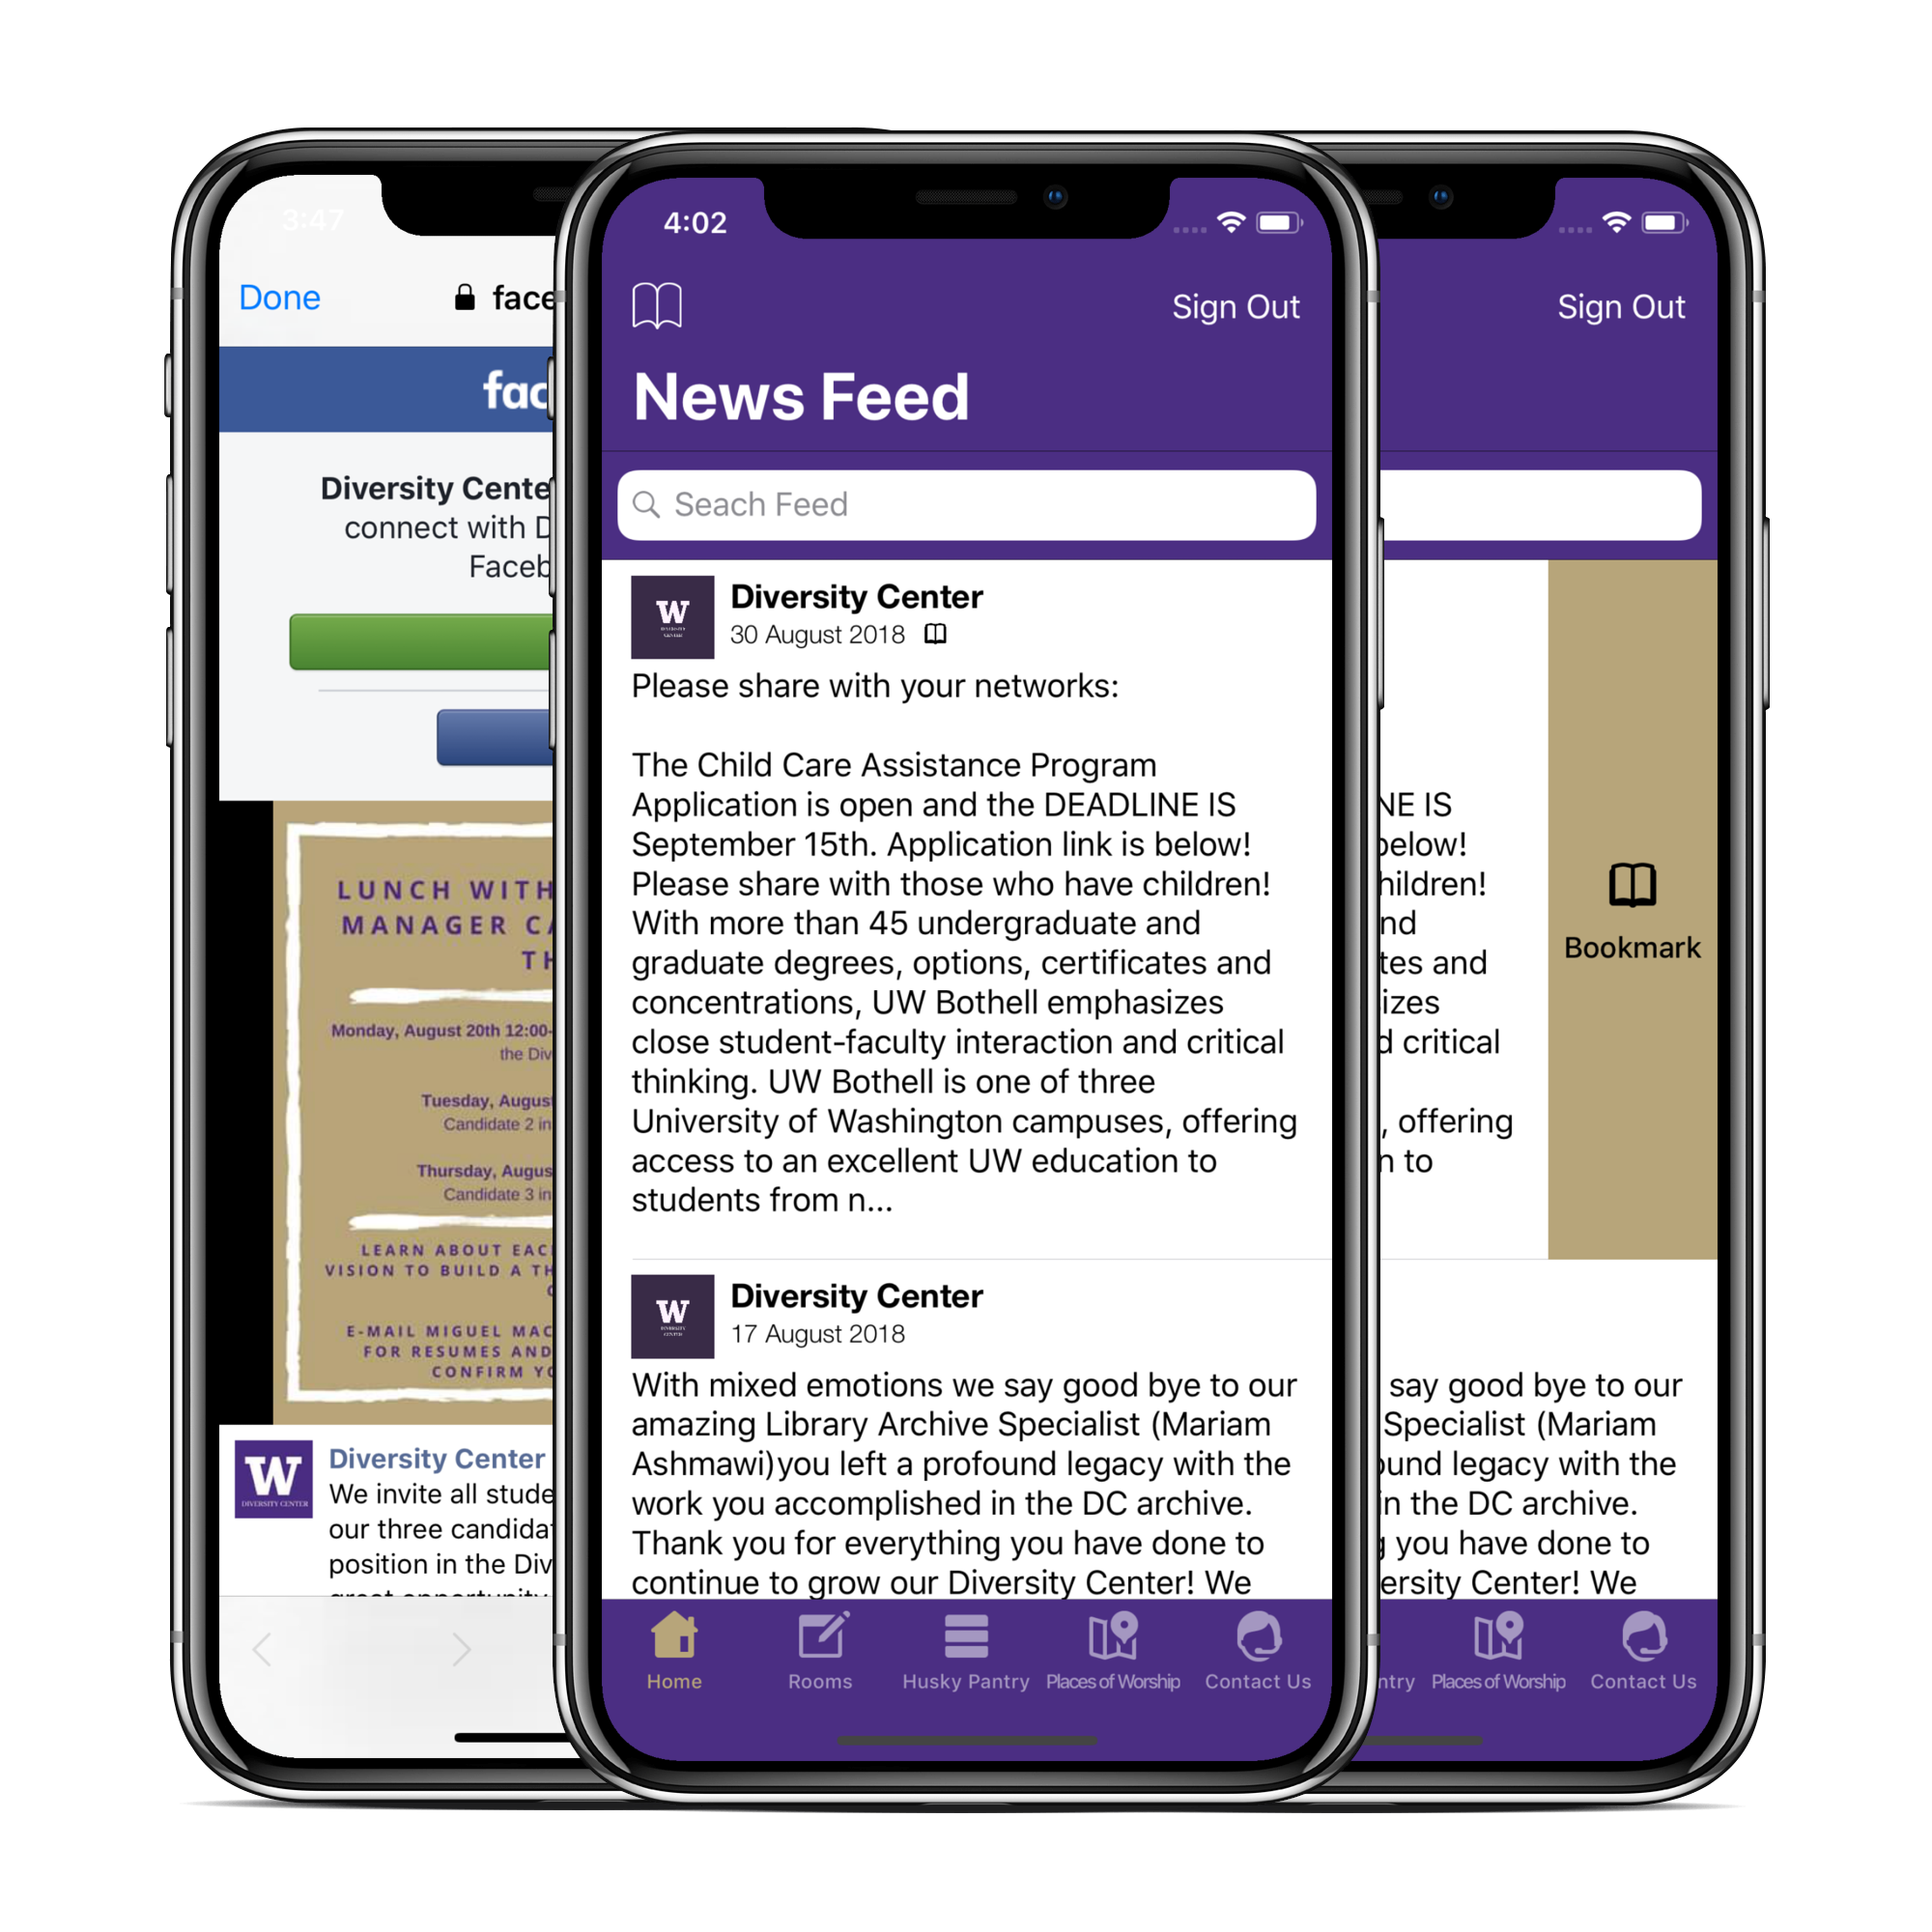 3:47
Done
face
fac
Diversity Cente
connect with D
Faceb
LUNCH WITH
MANAGER CA
TH
Monday, August 20th 12:00-
the Div
Tuesday, Augus
Candidate 2 in
Thursday, Augus
Candidate 3 in
LEARN ABOUT EAC
VISION TO BUILD A TH
E-MAIL MIGUEL MAC
FOR RESUMES AND
CONFIRM YO
W
DIVERSITY CENTER
Diversity Center
We invite all stude
our three candida
position in the Div
great opportunity
4:02
Sign Out
News Feed
Seach Feed
W
DIVERSITY
CENTER
Diversity Center
30 August 2018
Please share with your networks:
The Child Care Assistance Program
Application is open and the DEADLINE IS
September 15th. Application link is below!
Please share with those who have children!
With more than 45 undergraduate and
graduate degrees, options, certificates and
concentrations, UW Bothell emphasizes
close student-faculty interaction and critical
thinking. UW Bothell is one of three
University of Washington campuses, offering
access to an excellent UW education to
students from n...
W
DIVERSITY
CENTER
Diversity Center
17 August 2018
With mixed emotions we say good bye to our
amazing Library Archive Specialist (Mariam
Ashmawi)you left a profound legacy with the
work you accomplished in the DC archive.
Thank you for everything you have done to
continue to grow our Diversity Center! We
Home
Rooms
Husky Pantry
Places of Worship
Contact Us
Sign Out
NE IS
below!
hildren!
nd
tes and
izes
d critical
, offering
n to
Bookmark
say good bye to our
Specialist (Mariam
ound legacy with the
in the DC archive.
g you have done to
ersity Center! We
ntry
Places of Worship
Contact Us